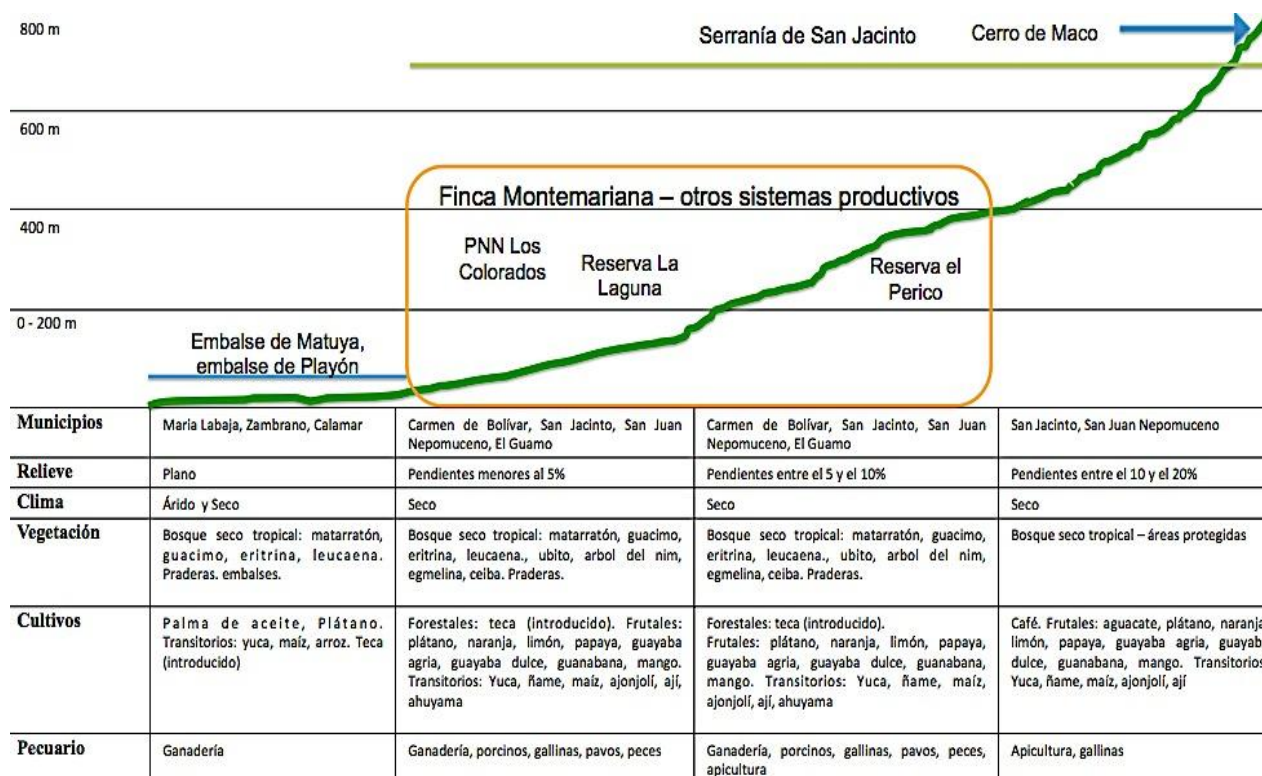 800 m
Serranía de San Jacinto
Cerro de Maco
600 m
Finca Montemariana – otros sistemas productivos
400 m
PNN Los
Colorados
Reserva La
Laguna
Reserva el
Perico
0 - 200 m
Embalse de Matuya,
embalse de Playón
Municipios
Maria Labaja, Zambrano, Calamar
Carmen de Bolívar, San Jacinto, San Juan
Nepomuceno, El Guamo
Carmen de Bolívar, San Jacinto, San Juan
Nepomuceno, El Guamo
San Jacinto, San Juan Nepomuceno
Relieve
Plano
Pendientes menores al 5%
Pendientes entre el 5 y el 10%
Pendientes entre el 10 y el 20%
Clima
Árido y Seco
Seco
Seco
Seco
Vegetación
Bosque seco tropical: matarratón,
guacimo, eritrina, leucaena.
Praderas. embalses.
Bosque seco tropical: matarratón, guacimo,
eritrina, leucaena., ubito, arbol del nim,
egmelina, ceiba. Praderas.
Bosque seco tropical: matarratón, guacimo,
eritrina, leucaena., ubito, arbol del nim,
egmelina, ceiba. Praderas.
Bosque seco tropical – áreas protegidas
Cultivos
Palma de aceite, Plátano.
Transitorios: yuca, maíz, arroz. Teca
(introducido)
Forestales: teca (introducido). Frutales:
plátano, naranja, limón, papaya, guayaba
agria, guayaba dulce, guanabana, mango.
Transitorios: Yuca, ñame, maíz, ajonjolí, ají,
ahuyama
Forestales: teca (introducido).
Frutales: plátano, naranja, limón, papaya,
guayaba agria, guayaba dulce, guanabana,
mango. Transitorios: Yuca, ñame, maíz,
ajonjolí, ají, ahuyama
Café. Frutales: aguacate, plátano, naranja
limón, papaya, guayaba agria, guayab
dulce, guanabana, mango. Transitorios
Yuca, ñame, maíz, ajonjolí, ají
Pecuario
Ganadería
Ganadería, porcinos, gallinas, pavos, peces
Ganadería, porcinos, gallinas, pavos, peces,
apicultura
Apicultura, gallinas